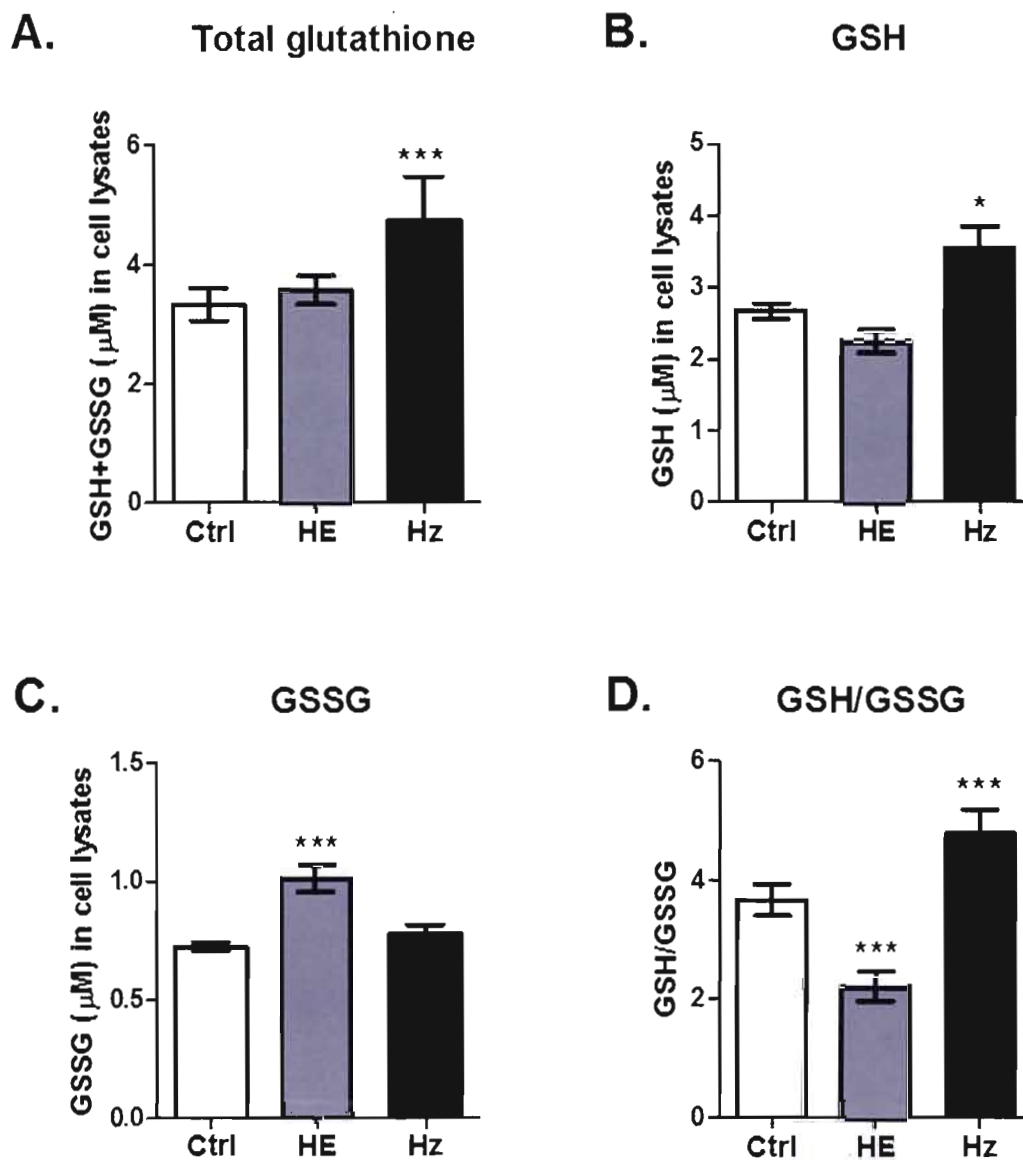 A.
Total glutathione
GSH+GSSG (μM) in cell lysates
6
4
2
0
***
Ctrl HE Hz
B.
GSH
GSH (μM) in cell lysates
5
4
3
2
1
0
*
Ctrl HE Hz
C.
GSSG
GSSG (μM) in cell lysates
1.5
1.0
0.5
0.0
***
Ctrl HE Hz
D.
GSH/GSSG
GSH/GSSG
6
4
2
0
***
***
Ctrl HE Hz